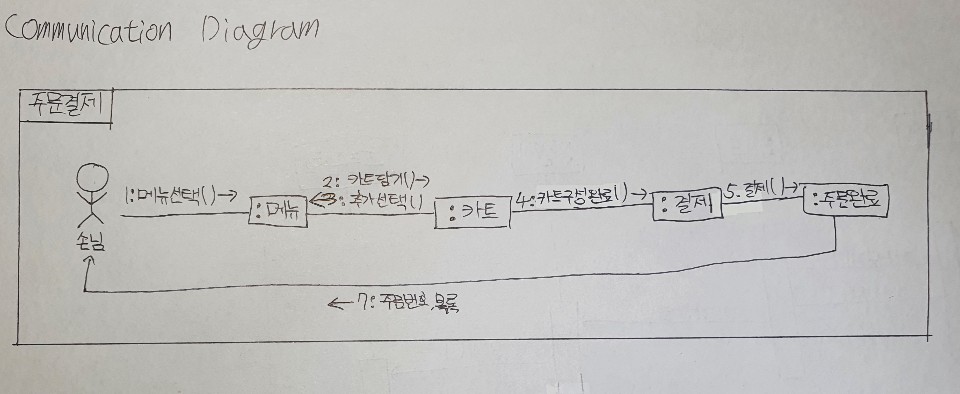 Communication Diagram
주문결제
1:메뉴선택()→
:메뉴
2: 카트담기()→
←3: 추가선택()
:카트
4:카트구성완료()→
:결제
5.결제()→
:주문완료
손님
←7:주문번호,